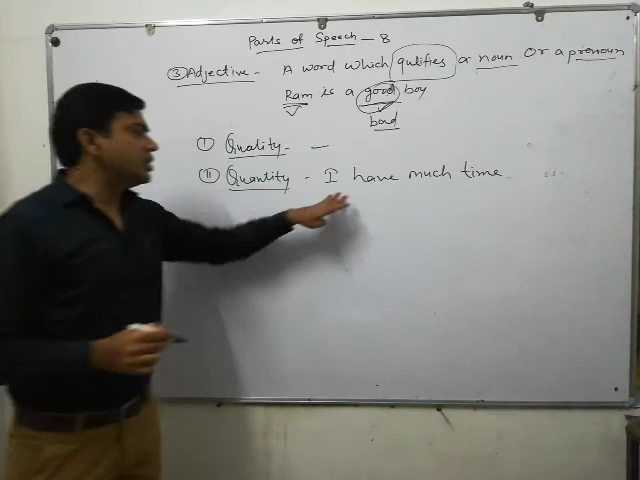 Parts of Speech - 8
③ Adjective - A word which qulifies a noun or a pronoun
Ram is a good boy
bad
Ⓘ Quality - —
Ⓘⓘ Quantity - I have much time